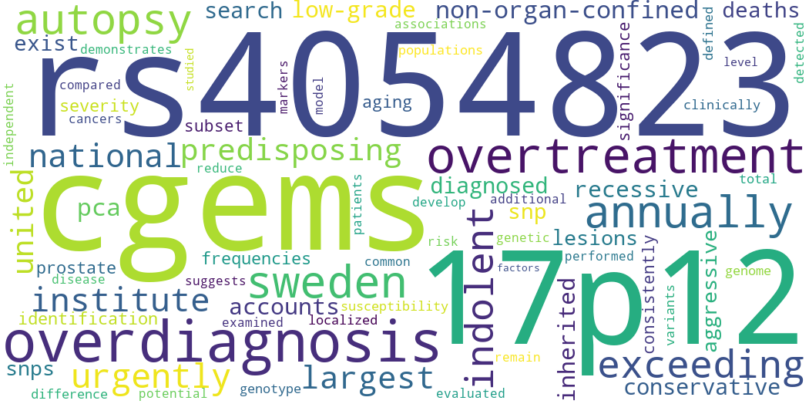 autopsy
search
low-grade
non-organ-confined
deaths
associations
exist
demonstrates
rs4054823
populations
studied
compared
markers
model
aging
significance
defined
level
detected
severity
cancers
subset
clinically
independent
national
predisposing
overtreatment
reduce
cgems
united
pca
patients
diagnosed
additional
recessive
total
develop
snp
annually
indolent
risk
genetic
lesions
17p12
frequencies
common
performed
prostate
disease
suggests
sweden
factors
inherited
consistently
variants
aggressive
genome
institute
accounts
susceptibility
identification
examined
localized
overdiagnosis
remain
exceeding
snps
urgently
largest
evaluated
conservative
difference
potential
genotype